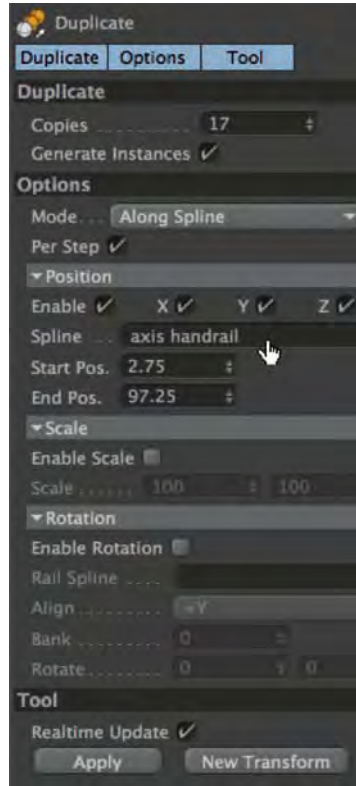 Duplicate
Duplicate Options Tool
Duplicate
Copies 17
Generate Instances
Options
Mode Along Spline
Per Step
Position
Enable X Y Z
Spline axis handrail
Start Pos. 2.75
End Pos. 97.25
Scale
Enable Scale
Scale 100 100
Rotation
Enable Rotation
Rail Spline
Align +Y
Bank 0
Rotate 0 0
Tool
Realtime Update
Apply New Transform